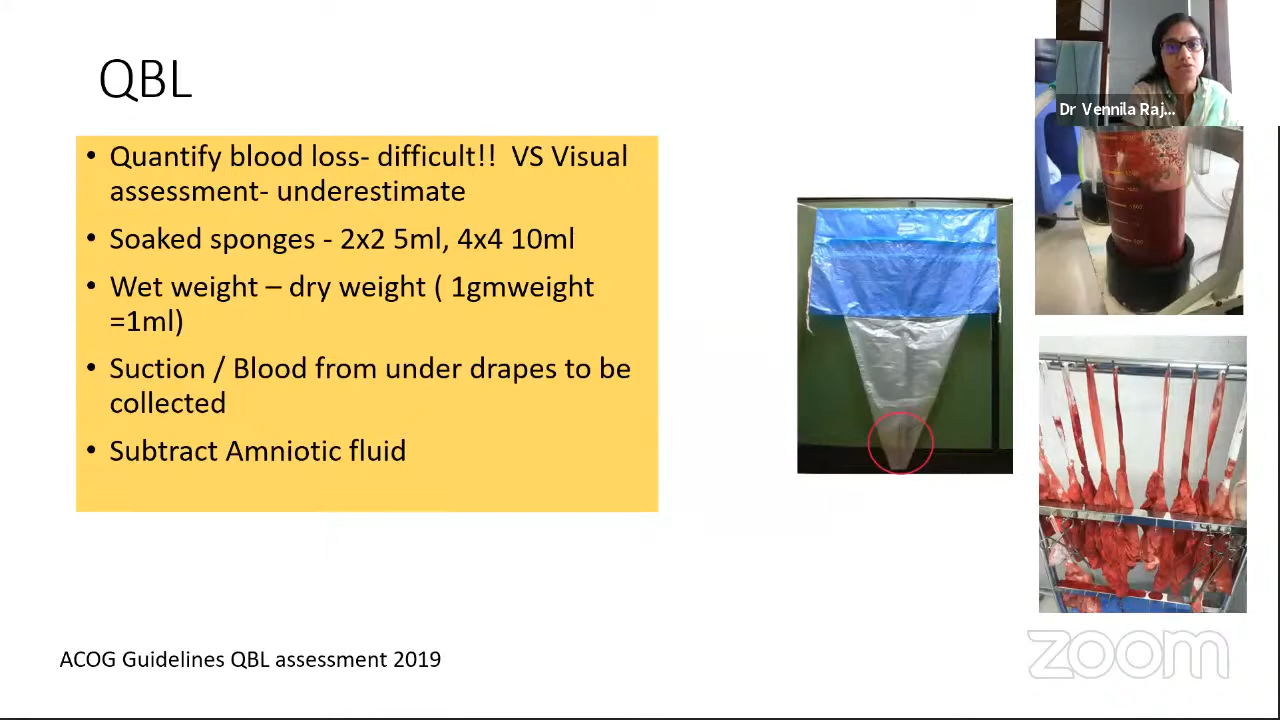 QBL
• Quantify blood loss- difficult!! VS Visual
assessment- underestimate
• Soaked sponges - 2x2 5ml, 4x4 10ml
• Wet weight – dry weight ( 1gmweight
=1ml)
• Suction / Blood from under drapes to be
collected
• Subtract Amniotic fluid
ACOG Guidelines QBL assessment 2019
Dr Vennila Raj...
zoom